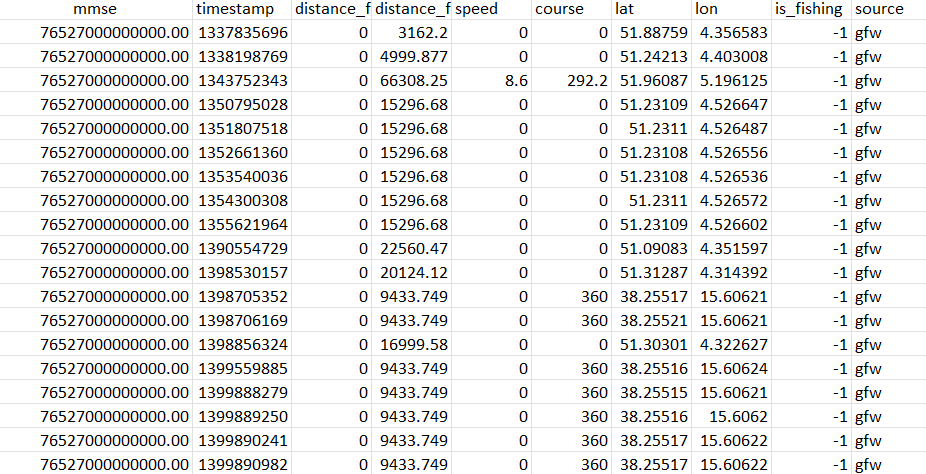 mmse timestamp distance_f distance_f speed course lat lon is_fishing source
76527000000000.00 1337835696 0 3162.2 0 0 51.88759 4.356583 -1 gfw
76527000000000.00 1338198769 0 4999.877 0 0 51.24213 4.403008 -1 gfw
76527000000000.00 1343752343 0 66308.25 8.6 292.2 51.96087 5.196125 -1 gfw
76527000000000.00 1350795028 0 15296.68 0 0 51.23109 4.526647 -1 gfw
76527000000000.00 1351807518 0 15296.68 0 0 51.2311 4.526487 -1 gfw
76527000000000.00 1352661360 0 15296.68 0 0 51.23108 4.526556 -1 gfw
76527000000000.00 1353540036 0 15296.68 0 0 51.23108 4.526536 -1 gfw
76527000000000.00 1354300308 0 15296.68 0 0 51.2311 4.526572 -1 gfw
76527000000000.00 1355621964 0 15296.68 0 0 51.23109 4.526602 -1 gfw
76527000000000.00 1390554729 0 22560.47 0 0 51.09083 4.351597 -1 gfw
76527000000000.00 1398530157 0 20124.12 0 0 51.31287 4.314392 -1 gfw
76527000000000.00 1398705352 0 9433.749 0 360 38.25517 15.60621 -1 gfw
76527000000000.00 1398706169 0 9433.749 0 360 38.25521 15.60621 -1 gfw
76527000000000.00 1398856324 0 16999.58 0 0 51.30301 4.322627 -1 gfw
76527000000000.00 1399559885 0 9433.749 0 360 38.25516 15.60624 -1 gfw
76527000000000.00 1399888279 0 9433.749 0 360 38.25515 15.60621 -1 gfw
76527000000000.00 1399889250 0 9433.749 0 360 38.25516 15.6062 -1 gfw
76527000000000.00 1399890241 0 9433.749 0 360 38.25517 15.60622 -1 gfw
76527000000000.00 1399890982 0 9433.749 0 360 38.25517 15.60622 -1 gfw